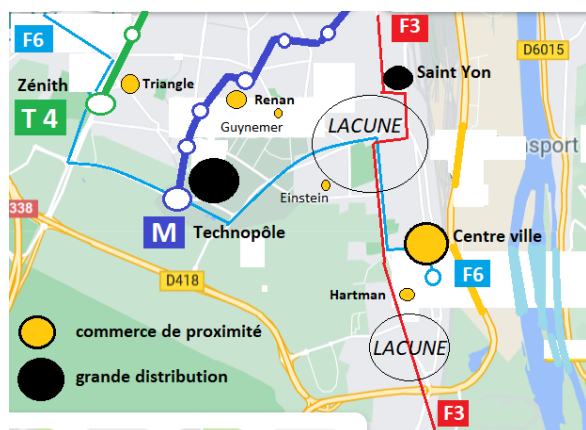 F6
F3
D6015
Zénith
Triangle
Saint Yon
T 4
Renan
Guynemer
LACUNE
sport
Einstein
338
M
Technopôle
Centre ville
F6
D418
Hartman
commerce de proximité
LACUNE
grande distribution
F3